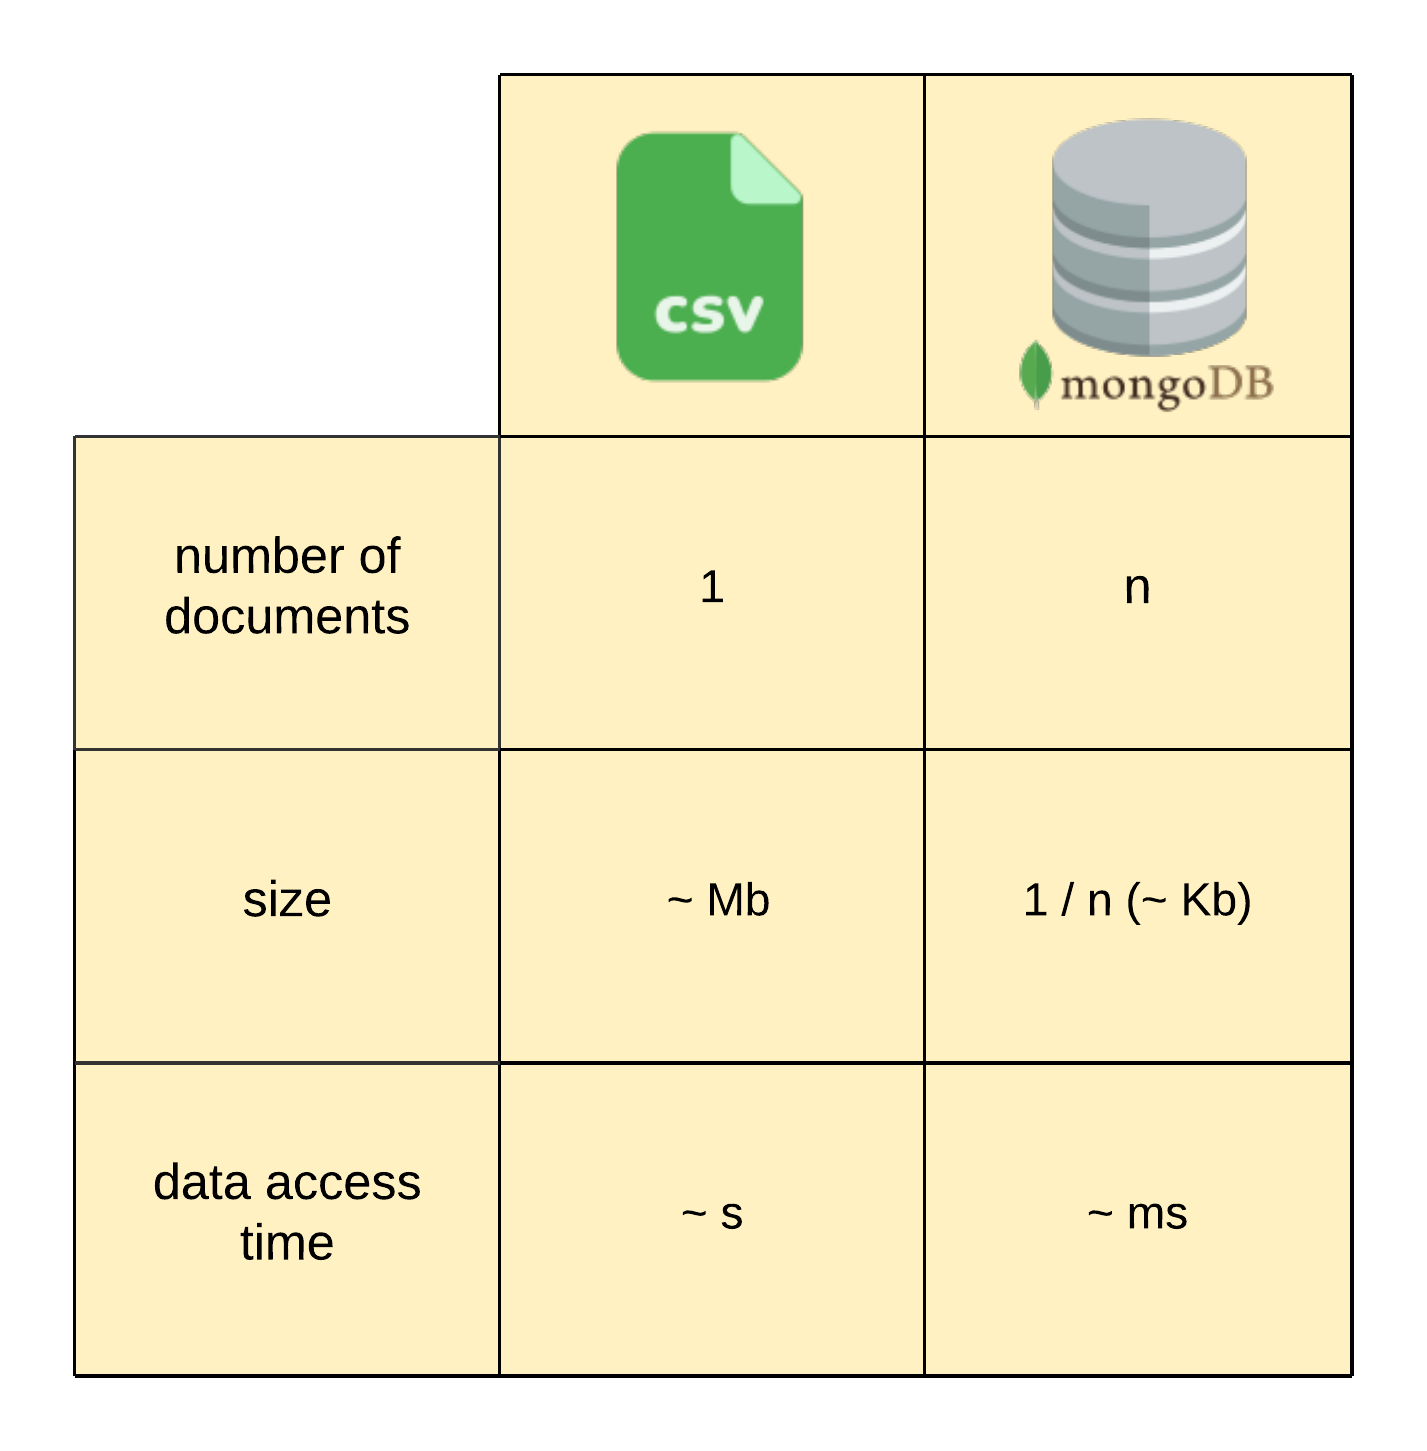 csv
mongoDB
number of
documents
1
n
size
~ Mb
1 / n (~ Kb)
data access
time
~ s
~ ms